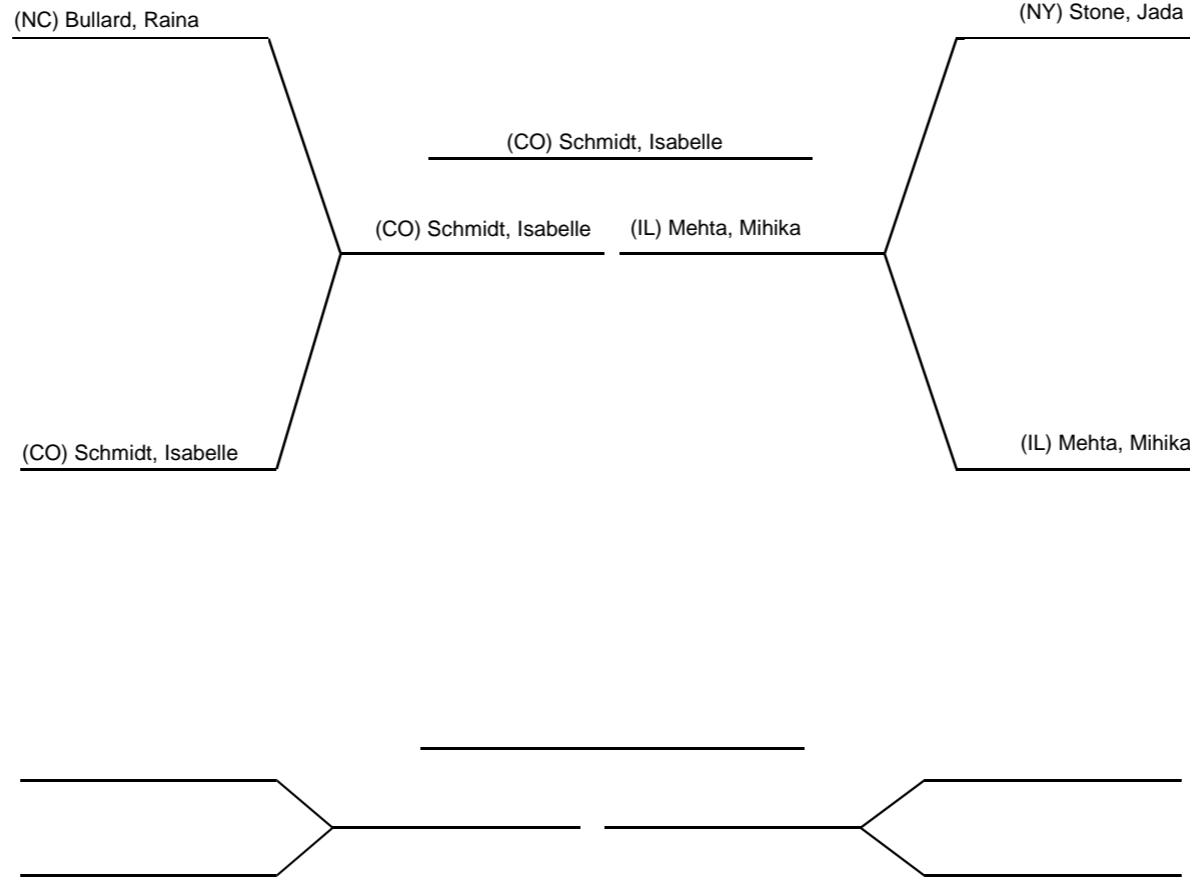 (NC) Bullard, Raina
(NY) Stone, Jada
(CO) Schmidt, Isabelle
(CO) Schmidt, Isabelle
(IL) Mehta, Mihika
(CO) Schmidt, Isabelle
(IL) Mehta, Mihika